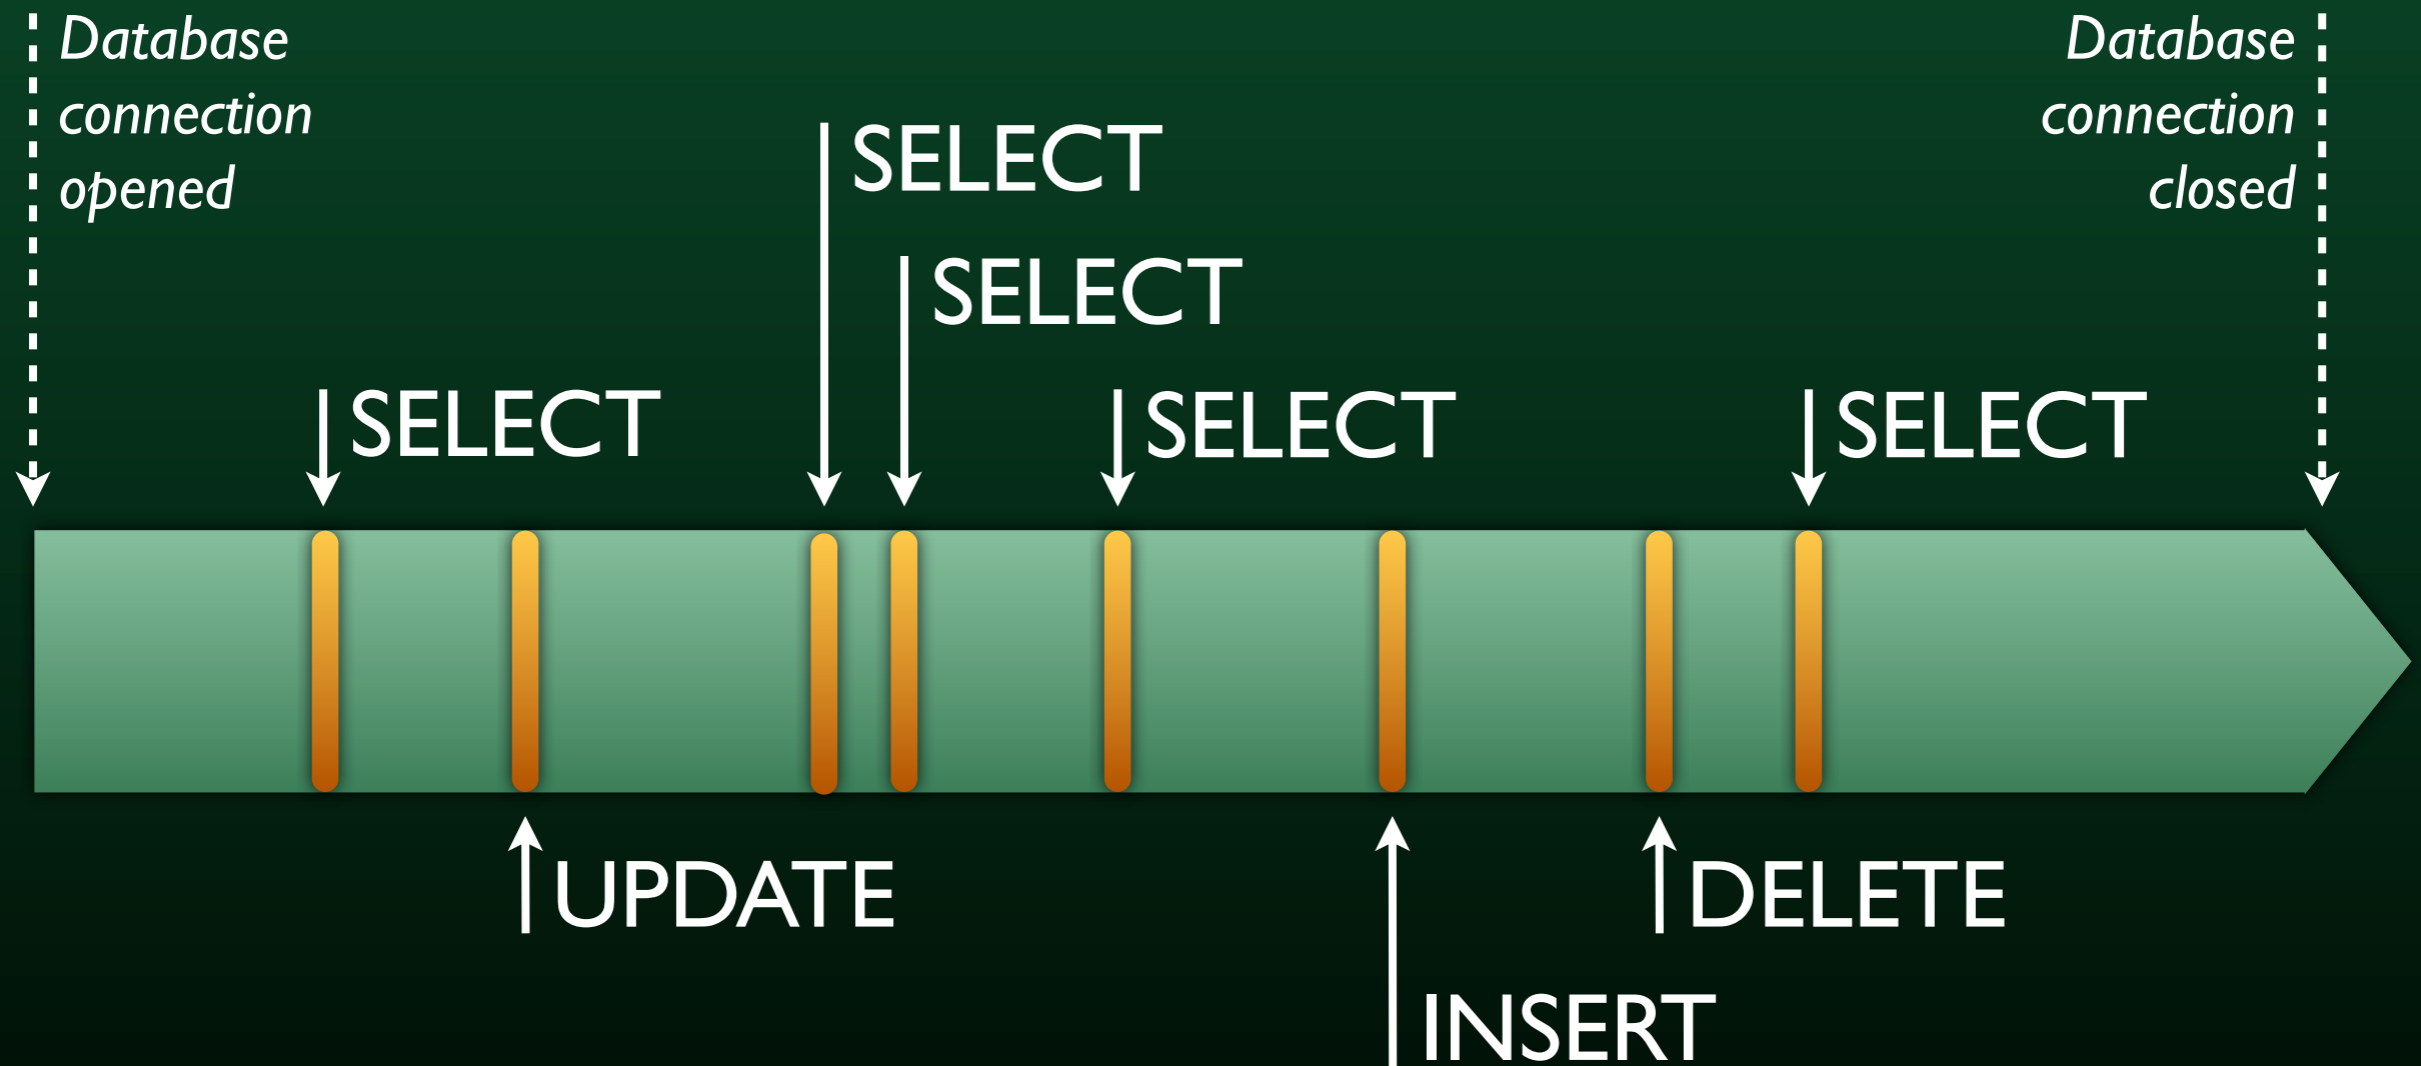 Database
connection
opened
Database
connection
closed
SELECT
SELECT
SELECT
SELECT
SELECT
UPDATE
DELETE
INSERT